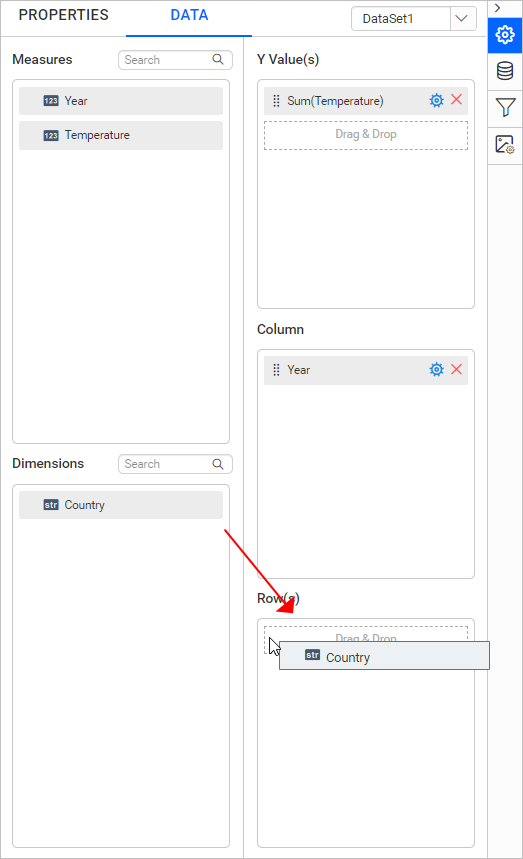 PROPERTIES
DATA
DataSet1
Measures
Search
123 Year
123 Temperature
Dimensions
Search
str Country
Y Value(s)
Sum(Temperature)
Drag & Drop
Column
Year
Row(s)
Drag & Drop
str Country